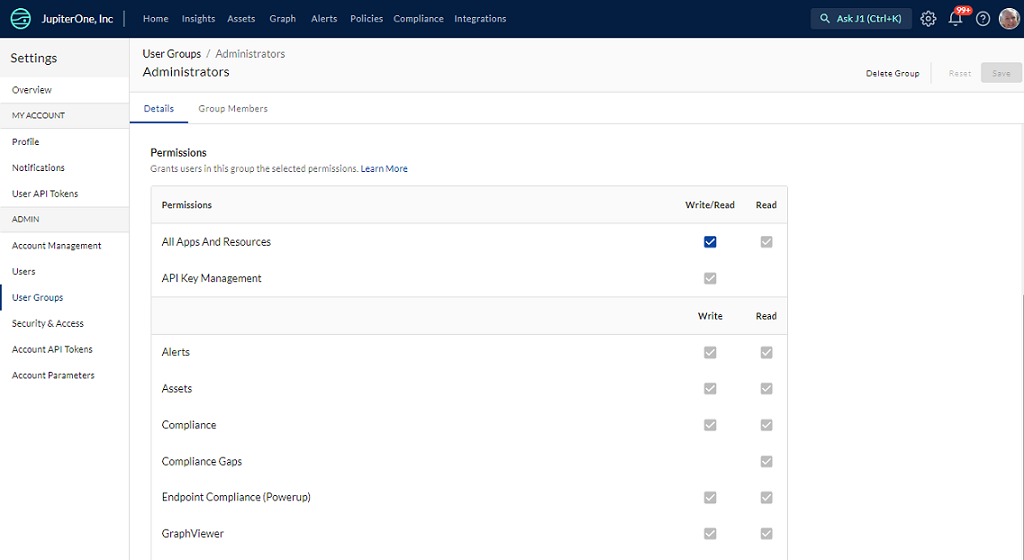 JupiterOne, Inc
Home Insights Assets Graph Alerts Policies Compliance Integrations
Ask J1 (Ctrl+K)
99+
Settings
Overview
MY ACCOUNT
Profile
Notifications
User API Tokens
ADMIN
Account Management
Users
User Groups
Security & Access
Account API Tokens
Account Parameters
User Groups / Administrators
Administrators
Delete Group Reset Save
Details Group Members
Permissions
Grants users in this group the selected permissions. Learn More
Permissions Write/Read Read
All Apps And Resources
API Key Management
Write Read
Alerts
Assets
Compliance
Compliance Gaps
Endpoint Compliance (Powerup)
GraphViewer